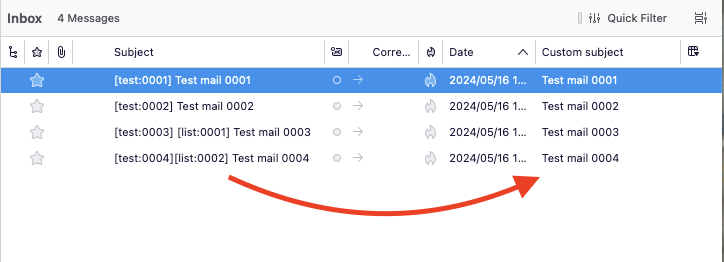 Inbox 4 Messages Quick Filter
Subject Corre... Date Custom subject
[test:0001] Test mail 0001 2024/05/16 1... Test mail 0001
[test:0002] Test mail 0002 2024/05/16 1... Test mail 0002
[test:0003] [list:0001] Test mail 0003 2024/05/16 1... Test mail 0003
[test:0004][list:0002] Test mail 0004 2024/05/16 1... Test mail 0004